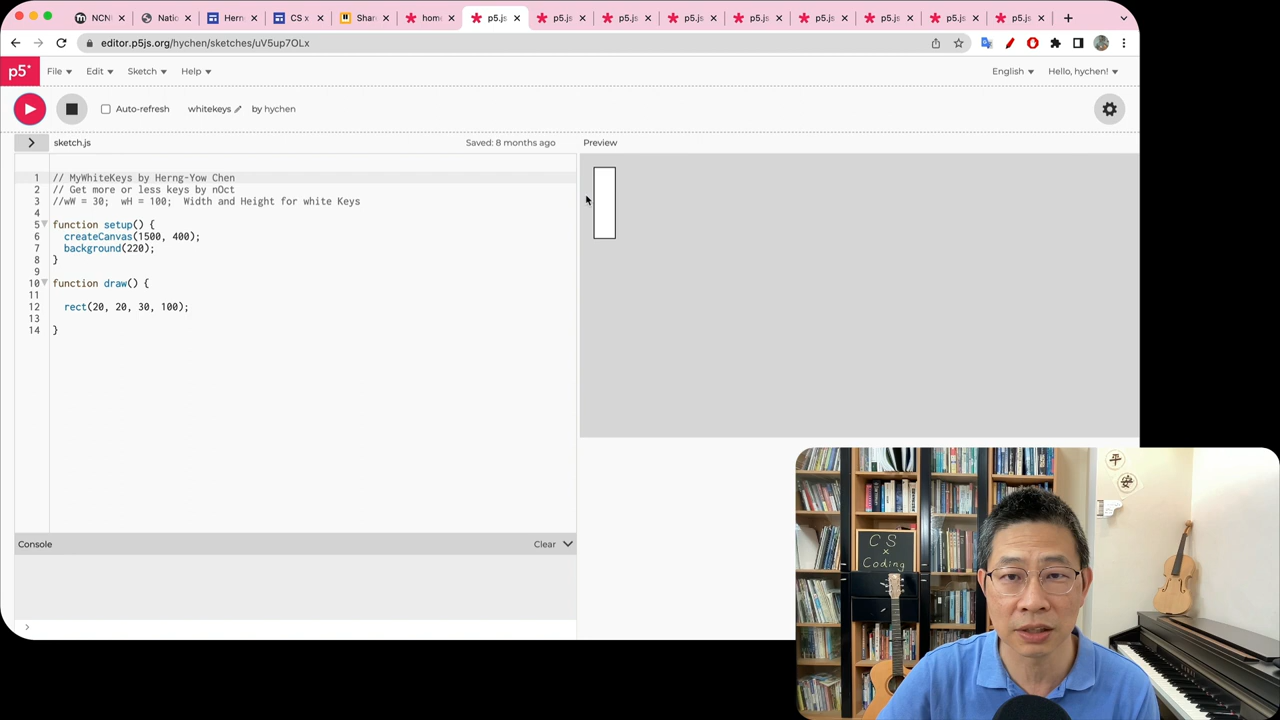 NCN
Natio
Hern
CS x
Shar
hom
p5.js
p5.js
p5.js
p5.js
p5.js
p5.js
p5.js
p5.js
p5.js
editor.p5js.org/hychen/sketches/uV5up7OLx
p5*
File
Edit
Sketch
Help
English
Hello, hychen!
Auto-refresh
whitekeys
by hychen
sketch.js
Saved: 8 months ago
Preview
1 // MyWhiteKeys by Herng-Yow Chen
2 // Get more or less keys by nOct
3 //wW = 30;  wH = 100;  Width and Height for white Keys
4
5 function setup() {
6   createCanvas(1500, 400);
7   background(220);
8 }
9
10 function draw() {
11
12   rect(20, 20, 30, 100);
13
14 }
Console
Clear
平
安
CS
x
Coding